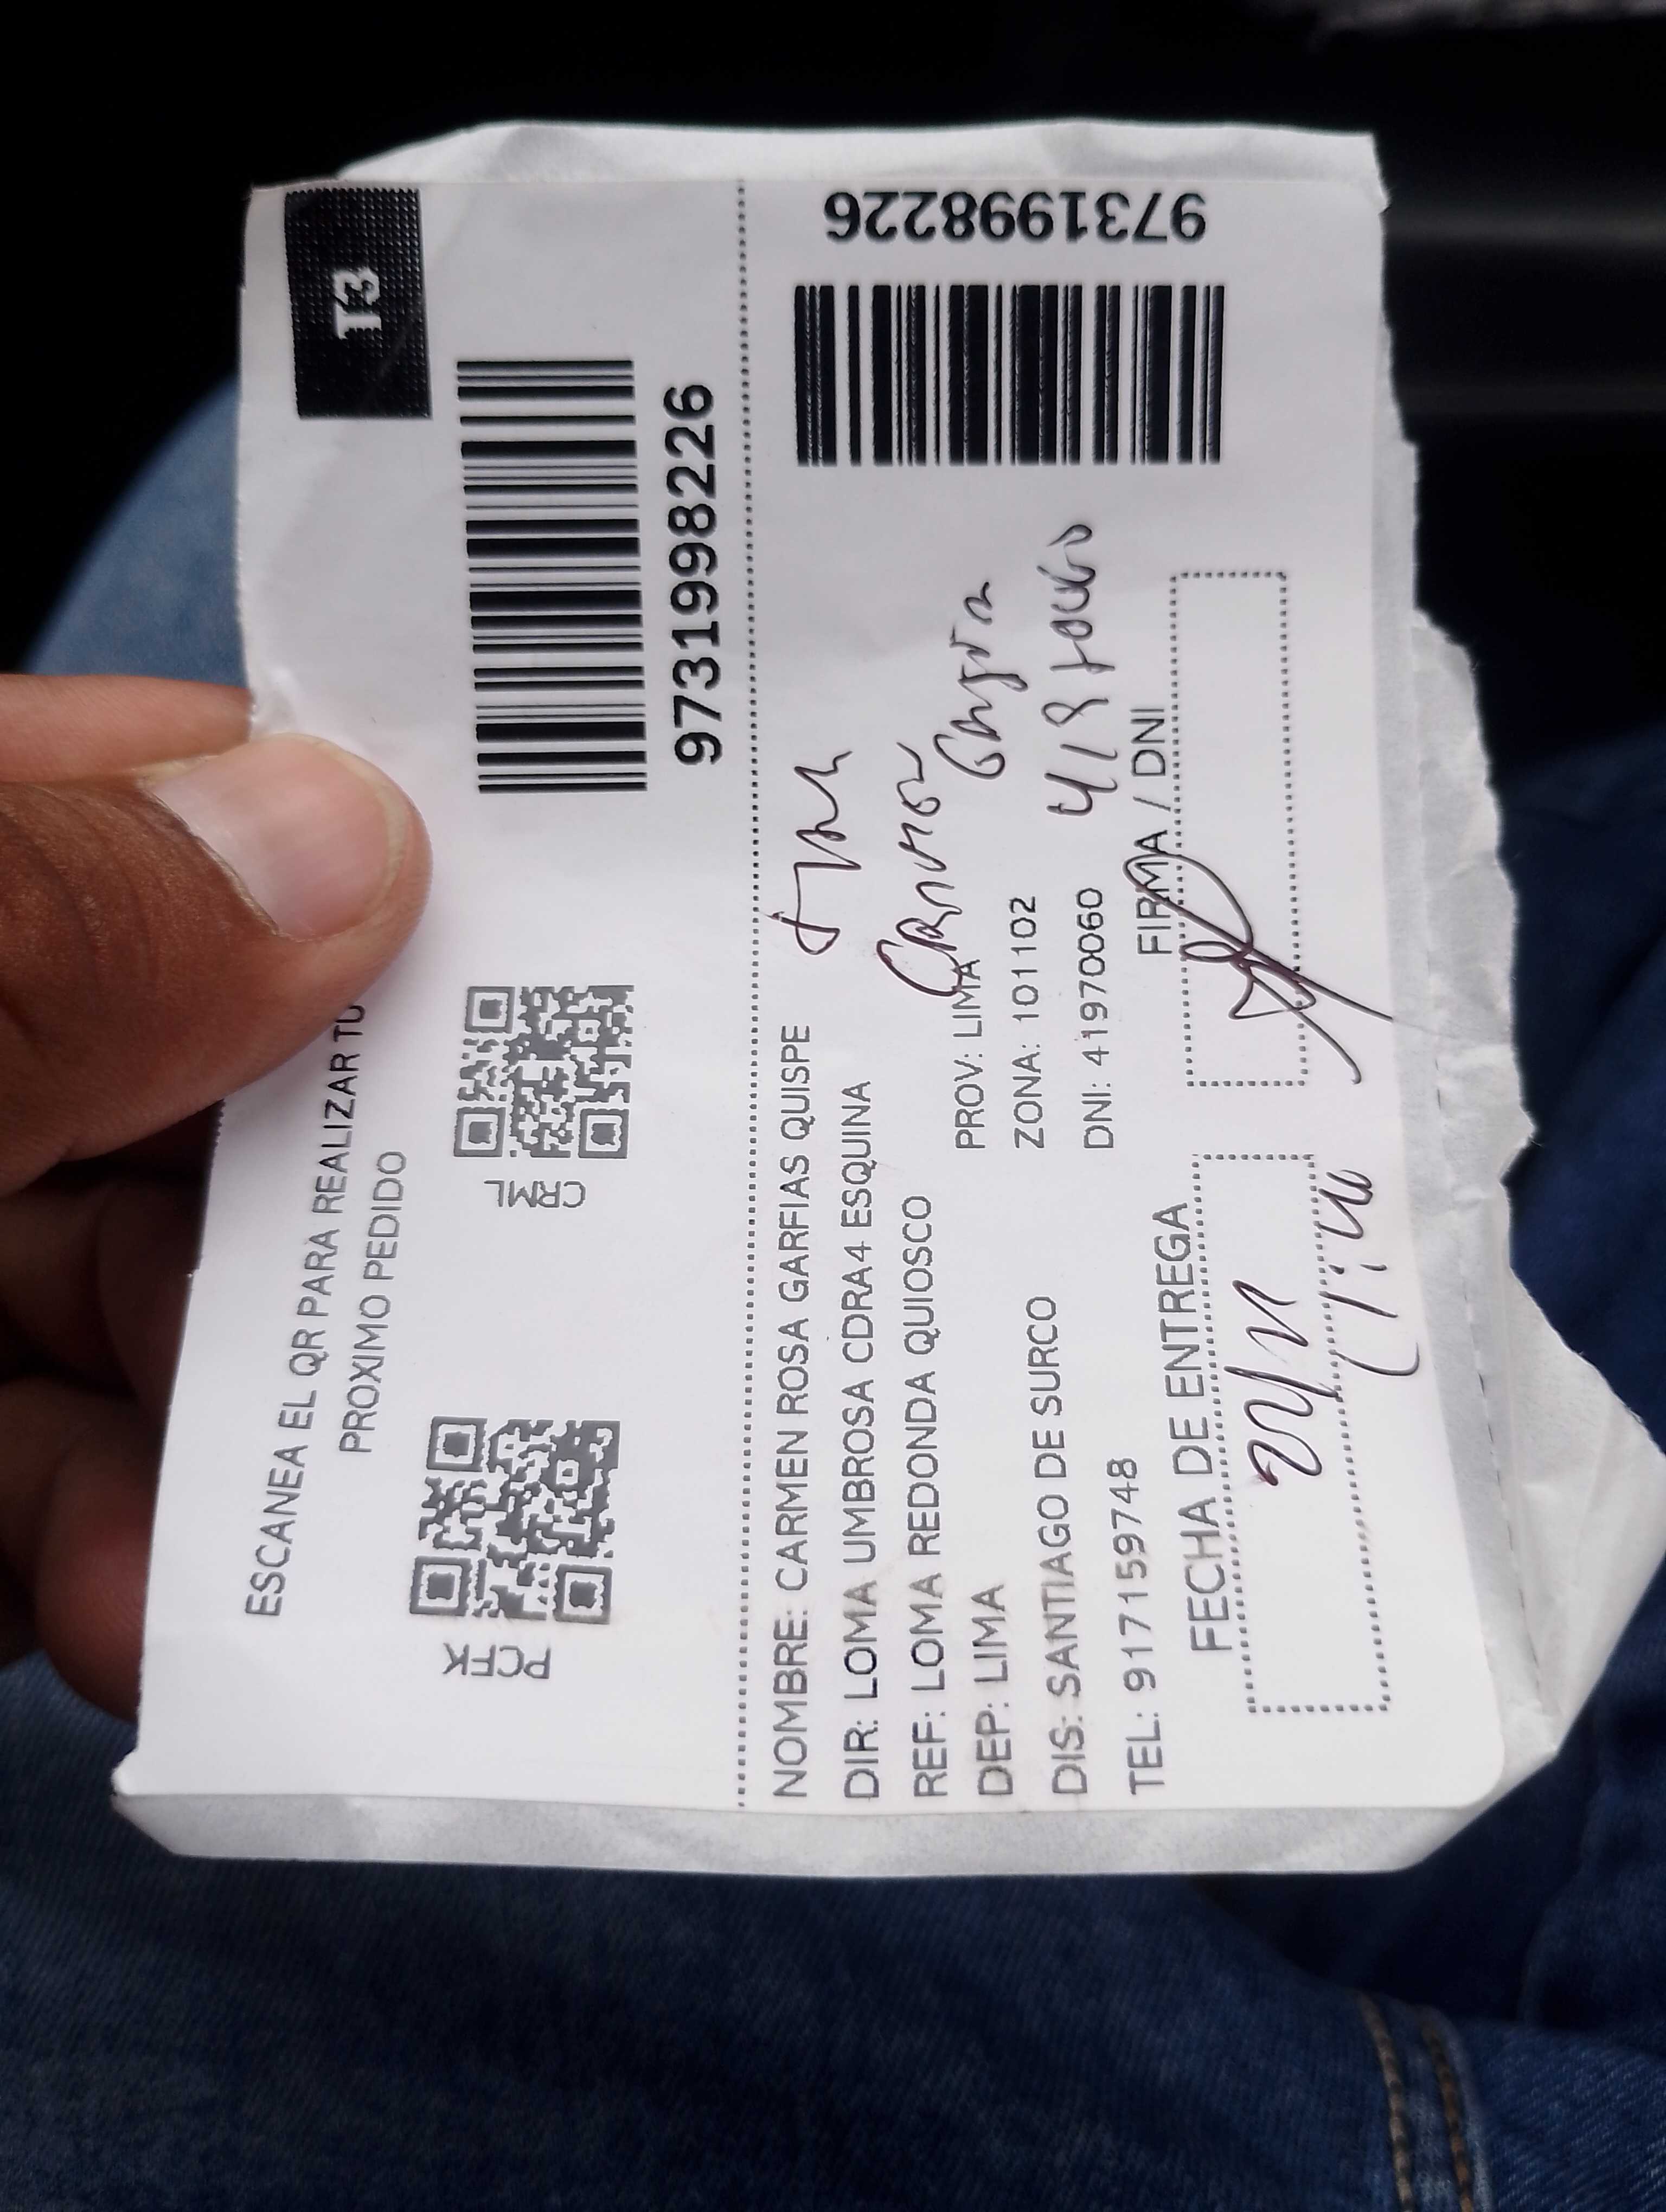 T3
ESCANEA EL QR PARA REALIZAR TU
PROXIMO PEDIDO
PCFK
CRML
9731998226
9731998226
NOMBRE: CARMEN ROSA GARFIAS QUISPE
DIR: LOMA UMBROSA CDRA4 ESQUINA
REF: LOMA REDONDA QUIOSCO
DEP: LIMA
PROV: LIMA
DIS: SANTIAGO DE SURCO
ZONA: 101102
TEL: 917159748
DNI: 41970060
FECHA DE ENTREGA
FIRMA / DNI